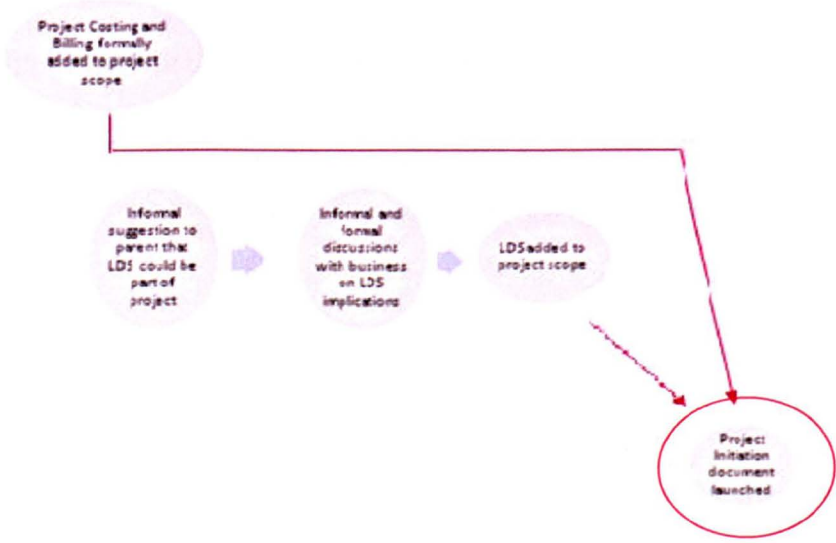 Project Costing and
Billing formally
added to project
scope
Informal
suggestion to
parent that
LDS could be
part of
project
Informal and
formal
discussions
with business
on LDS
implications
LDS added to
project scope
Project
Initiation
document
launched